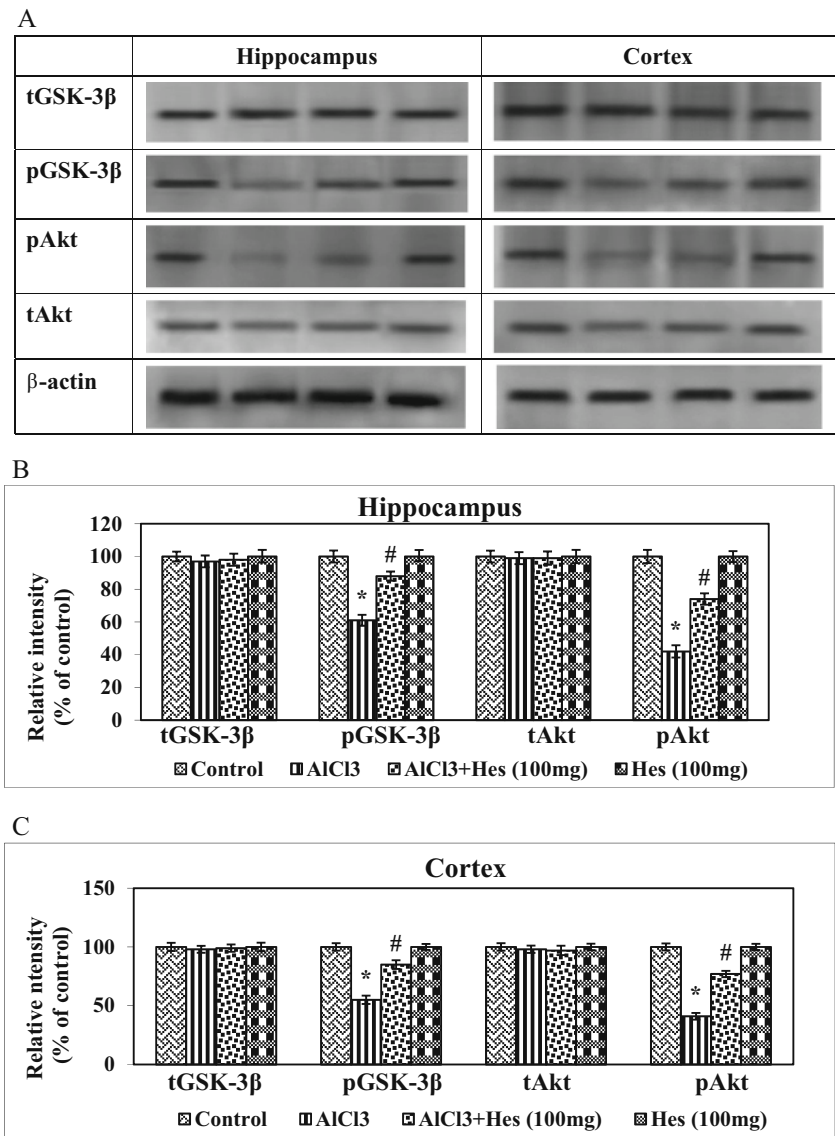 A
Hippocampus Cortex
tGSK-3β
pGSK-3β
pAkt
tAkt
β-actin
B
Hippocampus
Relative intensity
(% of control)
120
100
80
60
40
20
0
* # * #
tGSK-3β pGSK-3β tAkt pAkt
Control AlCl3 AlCl3+Hes (100mg) Hes (100mg)
C
Cortex
Relative ntensity
(% of control)
150
100
50
0
* # * #
tGSK-3β pGSK-3β tAkt pAkt
Control AlCl3 AlCl3+Hes (100mg) Hes (100mg)